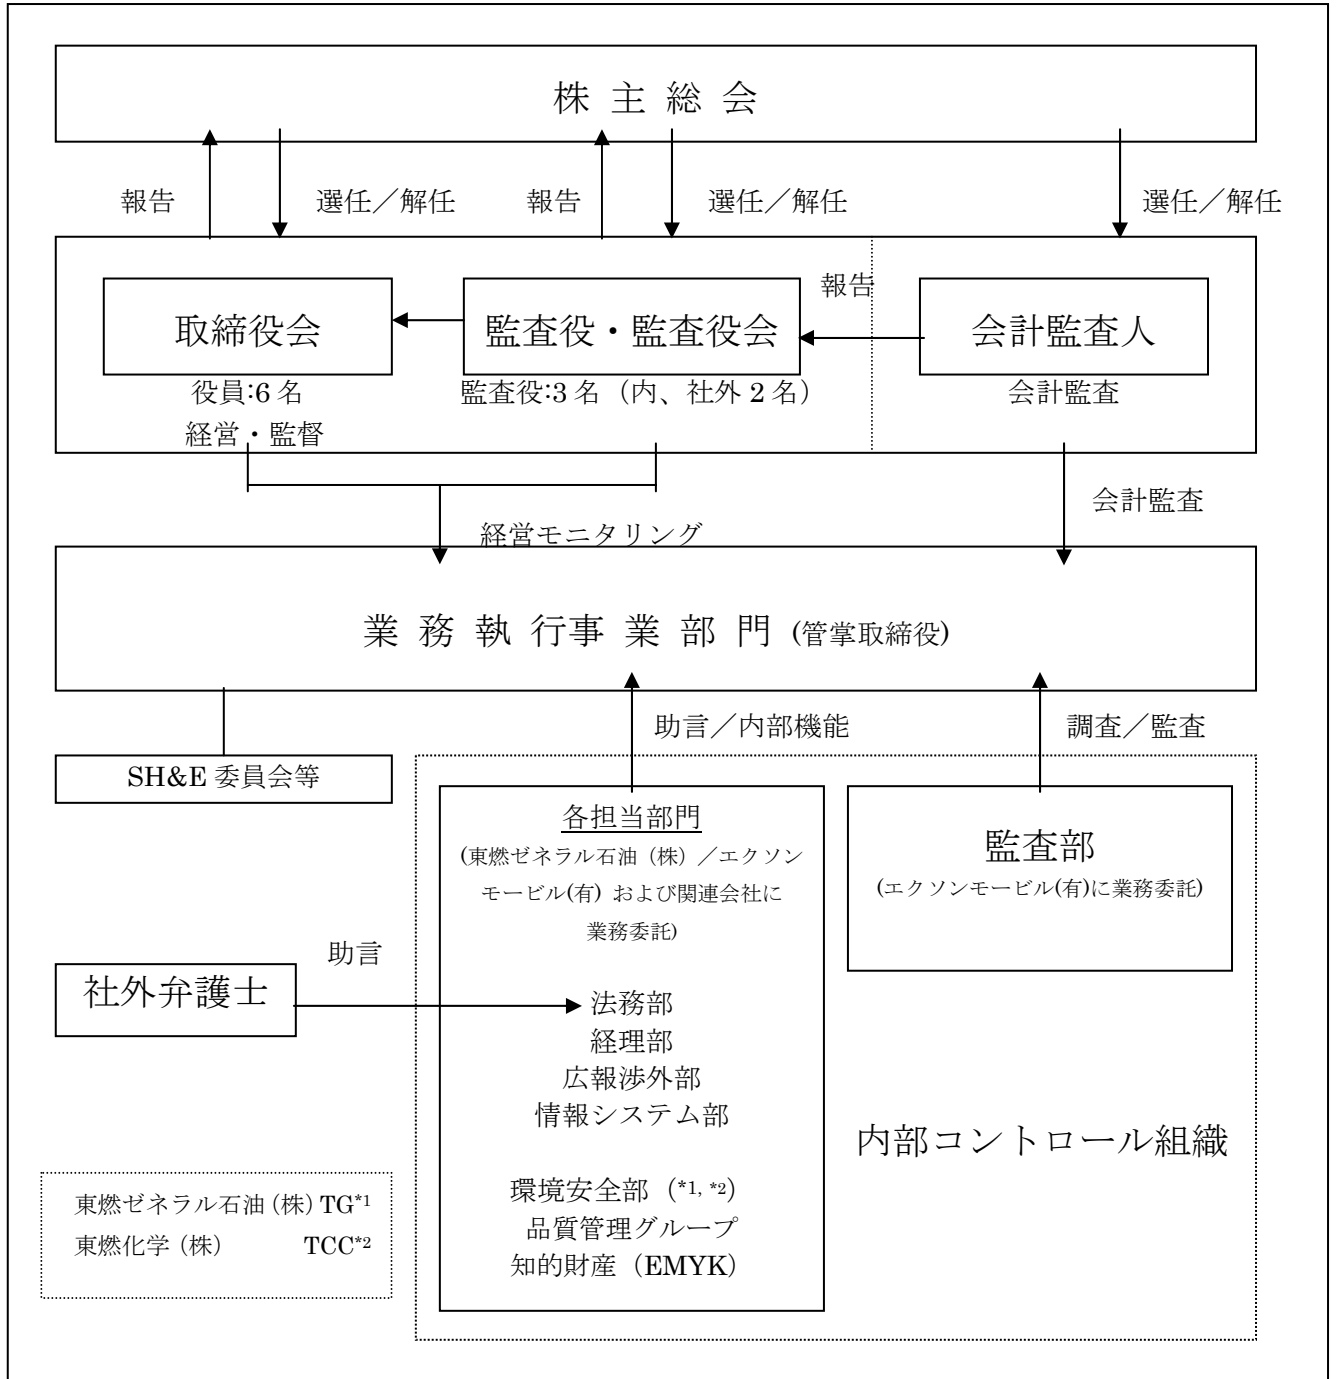 株 主 総 会
報告
選任／解任
報告
選任／解任
選任／解任
報告
取締役会
監査役・監査役会
会計監査人
役員:6 名
監査役:3 名（内、社外 2 名）
会計監査
経営・監督
会計監査
経営モニタリング
業 務 執 行事 業 部 門 (管掌取締役)
助言／内部機能
調査／監査
SH&E 委員会等
各担当部門
(東燃ゼネラル石油（株）／エクソン
モービル(有) および関連会社に
業務委託)
監査部
(エクソンモービル(有)に業務委託)
助言
社外弁護士
法務部
経理部
広報渉外部
情報システム部
内部コントロール組織
環境安全部（*1, *2）
品質管理グループ
知的財産（EMYK）
東燃ゼネラル石油（株）TG*1
東燃化学（株） TCC*2